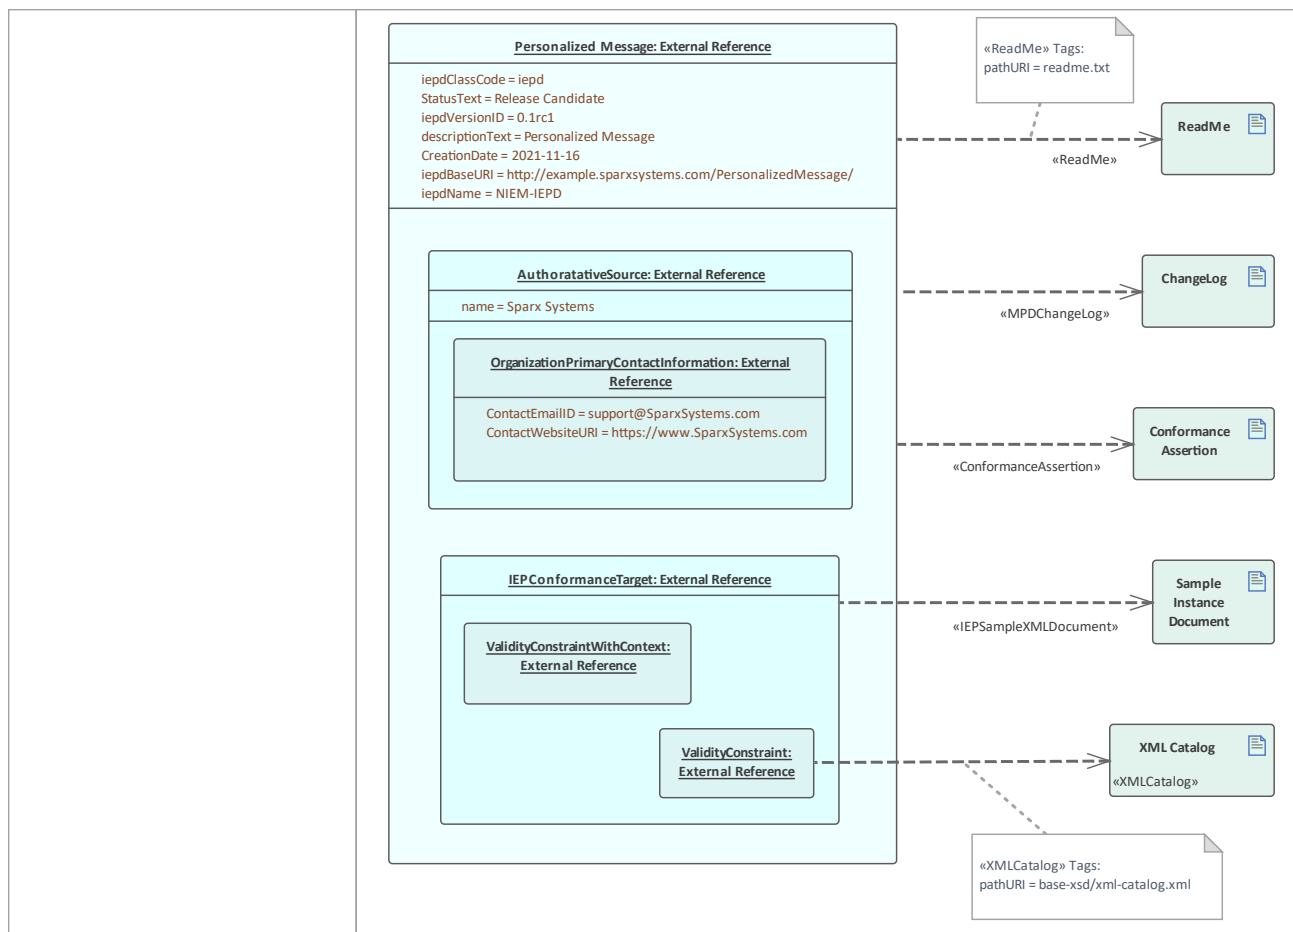 Personalized Message: External Reference
iepdClassCode = iepd
StatusText = Release Candidate
iepdVersionID = 0.1rc1
descriptionText = Personalized Message
CreationDate = 2021-11-16
iepdBaseURI = http://example.sparxsystems.com/PersonalizedMessage/
iepdName = NIEM-IEPD
«ReadMe» Tags:
pathURI = readme.txt
ReadMe
«ReadMe»
AuthoratativeSource: External Reference
name = Sparx Systems
ChangeLog
«MPDChangeLog»
OrganizationPrimaryContactInformation: External
Reference
ContactEmailID = support@SparxSystems.com
ContactWebsiteURI = https://www.SparxSystems.com
Conformance
Assertion
«ConformanceAssertion»
IEPConformanceTarget: External Reference
Sample
Instance
Document
«IEPSampleXMLDocument»
ValidityConstraintWithContext:
External Reference
ValidityConstraint:
External Reference
XML Catalog
«XMLCatalog»
«XMLCatalog» Tags:
pathURI = base-xsd/xml-catalog.xml